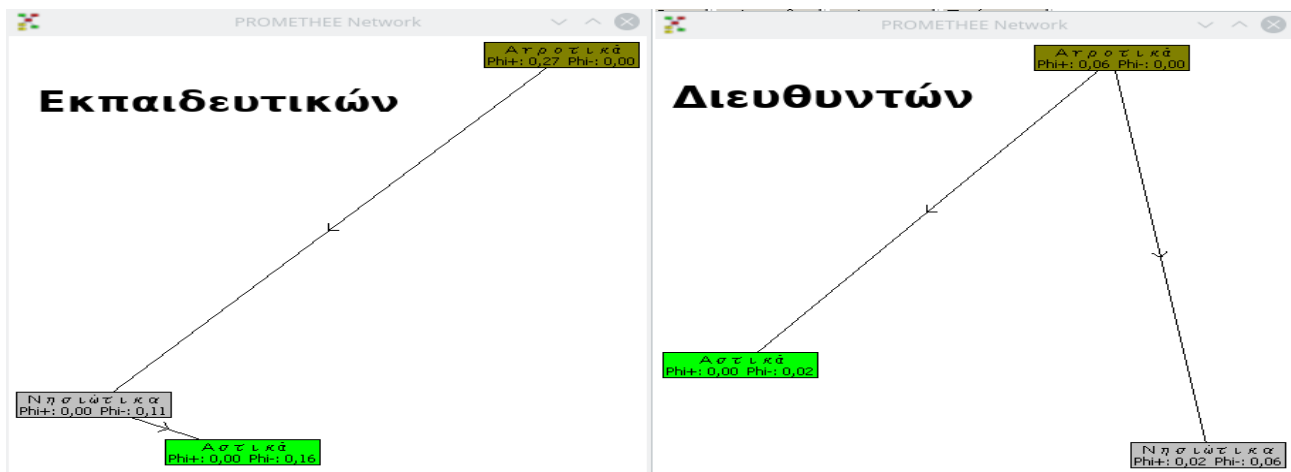 PROMETHEE Network
Εκπαιδευτικών
Αγροτικά
Phi+: 0,27 Phi-: 0,00
Νησιώτικα
Phi+: 0,00 Phi-: 0,11
Αστικά
Phi+: 0,00 Phi-: 0,16
PROMETHEE Network
Διευθυντών
Αγροτικά
Phi+: 0,06 Phi-: 0,00
Αστικά
Phi+: 0,00 Phi-: 0,02
Νησιώτικα
Phi+: 0,02 Phi-: 0,06